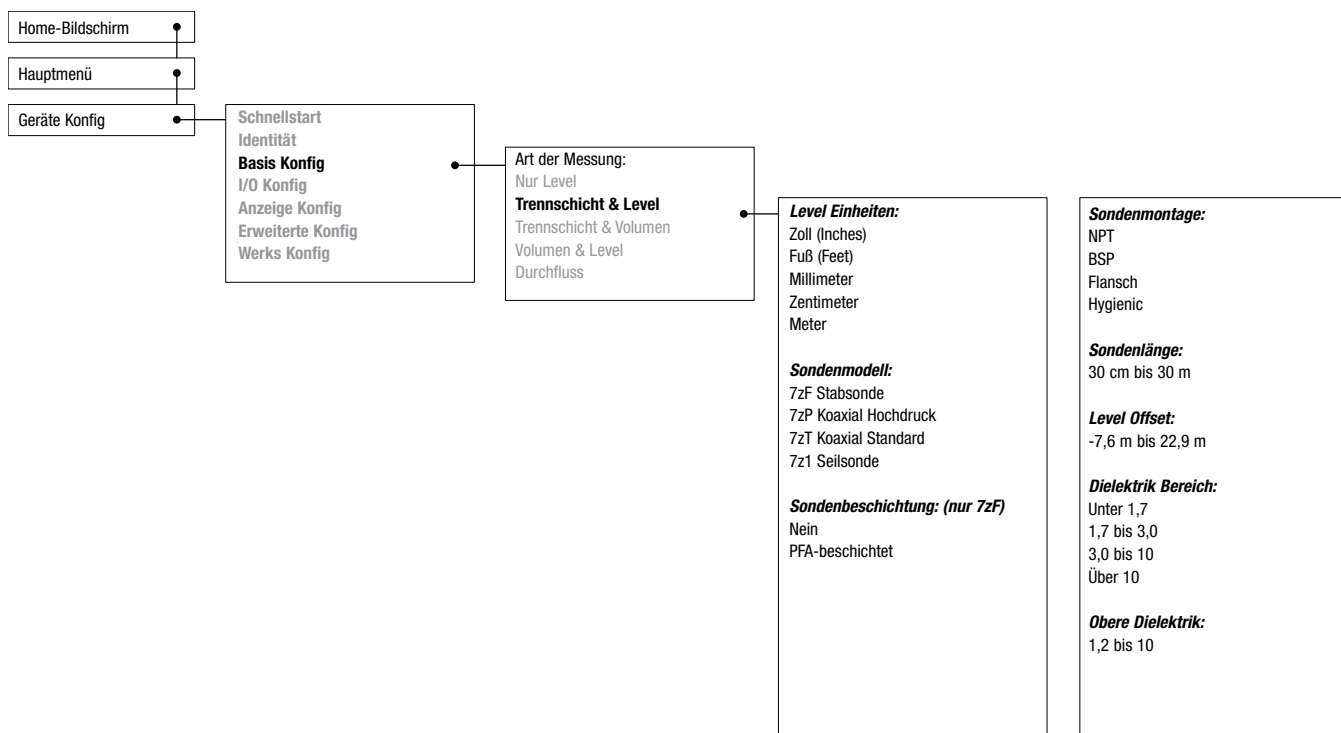 Home-Bildschirm
Hauptmenü
Geräte Konfig
Schnellstart
Identität
Basis Konfig
I/O Konfig
Anzeige Konfig
Erweiterte Konfig
Werks Konfig
Art der Messung:
Nur Level
Trennschicht & Level
Trennschicht & Volumen
Volumen & Level
Durchfluss
Level Einheiten:
Zoll (Inches)
Fuß (Feet)
Millimeter
Zentimeter
Meter
Sondenmodell:
7zF Stabsonde
7zP Koaxial Hochdruck
7zT Koaxial Standard
7z1 Seilsonde
Sondenbeschichtung: (nur 7zF)
Nein
PFA-beschichtet
Sondenmontage:
NPT
BSP
Flansch
Hygienic
Sondenlänge:
30 cm bis 30 m
Level Offset:
-7,6 m bis 22,9 m
Dielektrik Bereich:
Unter 1,7
1,7 bis 3,0
3,0 bis 10
Über 10
Obere Dielektrik:
1,2 bis 10